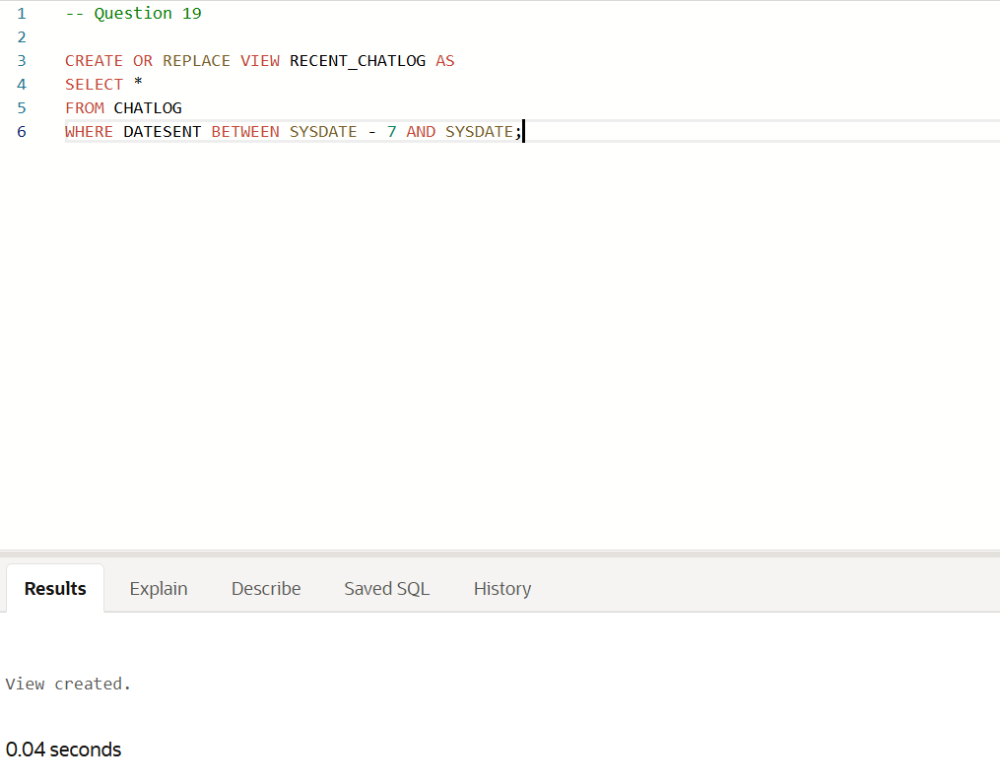 1 -- Question 19
2
3 CREATE OR REPLACE VIEW RECENT_CHATLOG AS
4 SELECT *
5 FROM CHATLOG
6 WHERE DATESENT BETWEEN SYSDATE - 7 AND SYSDATE;
Results Explain Describe Saved SQL History
View created.
0.04 seconds